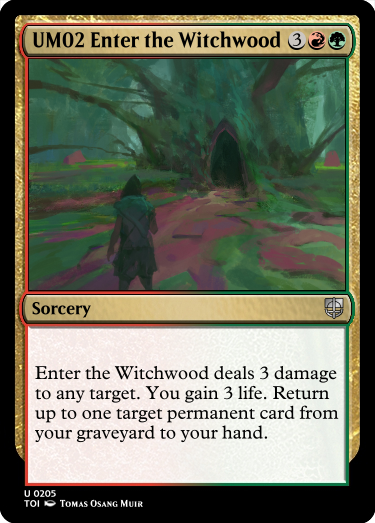 UM02 Enter the Witchwood 3
Sorcery
Enter the Witchwood deals 3 damage
to any target. You gain 3 life. Return
up to one target permanent card from
your graveyard to your hand.
U 0205
TOI Tomas Osang Muir